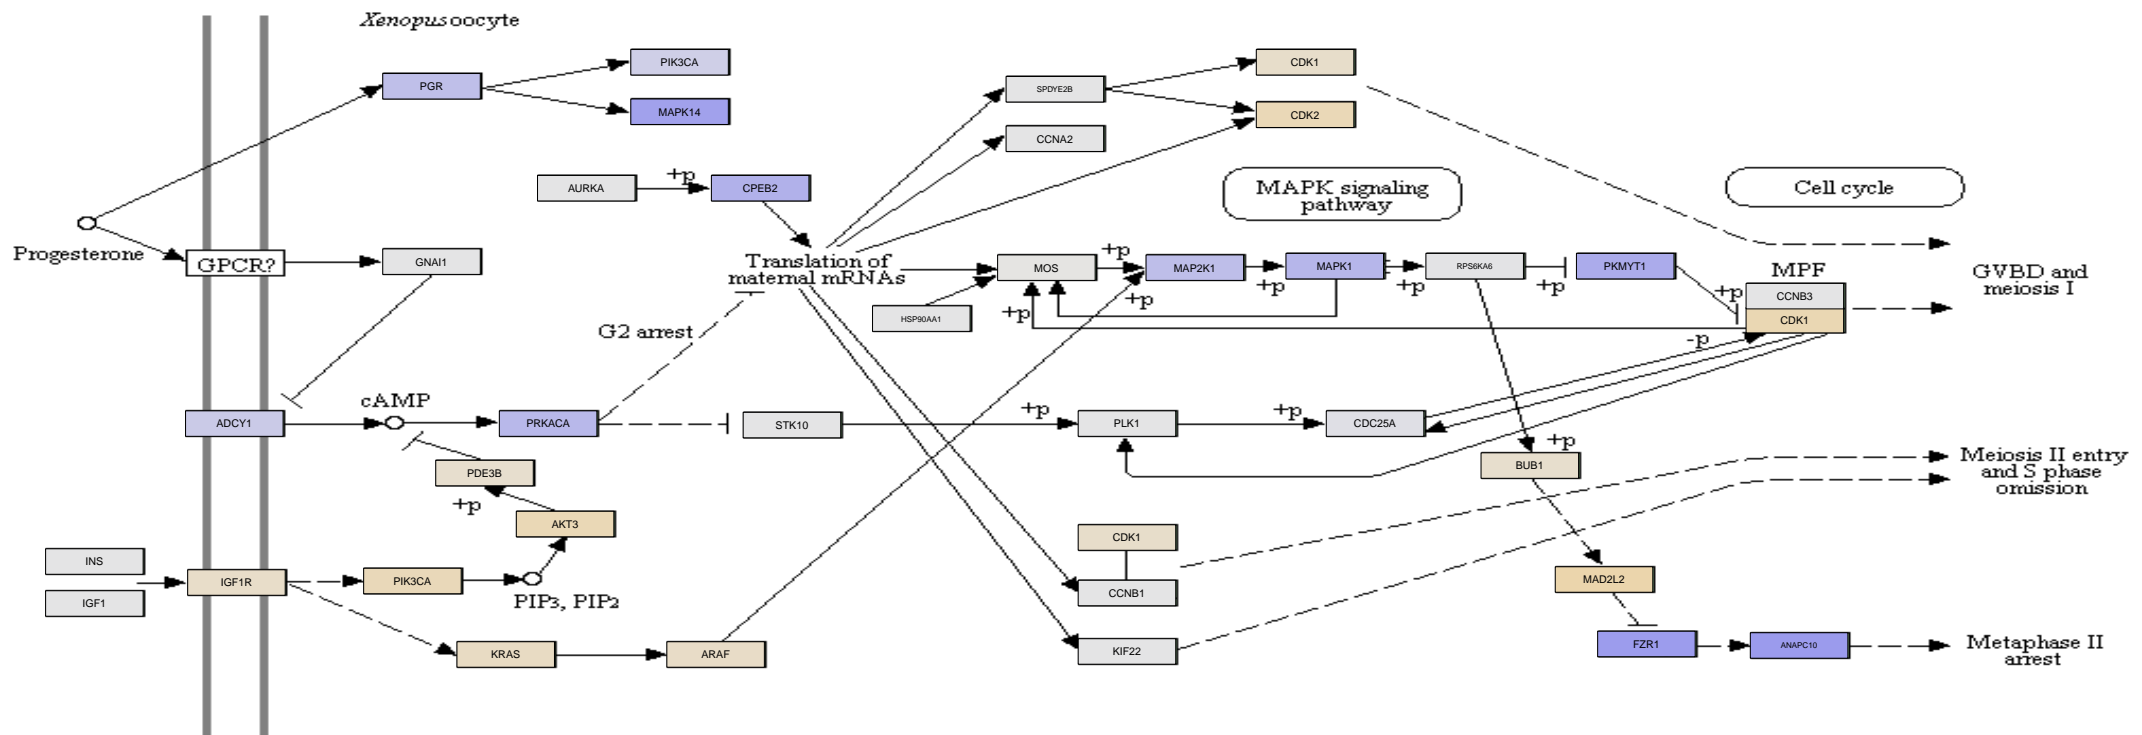 Xenopus oocyte
PIK3CA
CDK1
PGR
SPDYE2B
MAPK14
CDK2
CCNA2
AURKA
+p
CPEB2
MAPK signaling
pathway
Cell cycle
Progesterone
GPCR?
GNAI1
Translation of
maternal mRNAs
MOS
+p
MAP2K1
+p
+p
MAPK1
+p
RPS6KA6
+p
PKMYT1
MPF
+p
CCNB3
CDK1
-p
GVBD and
meiosis I
HSP90AA1
+p
G2 arrest
cAMP
ADCY1
PRKACA
STK10
+p
PLK1
+p
CDC25A
+p
BUB1
Meiosis II entry
and S phase
omission
PDE3B
+p
AKT3
CDK1
INS
IGF1R
PIK3CA
PIP3, PIP2
IGF1
CCNB1
MAD2L2
KRAS
ARAF
KIF22
FZR1
ANAPC10
Metaphase II
arrest